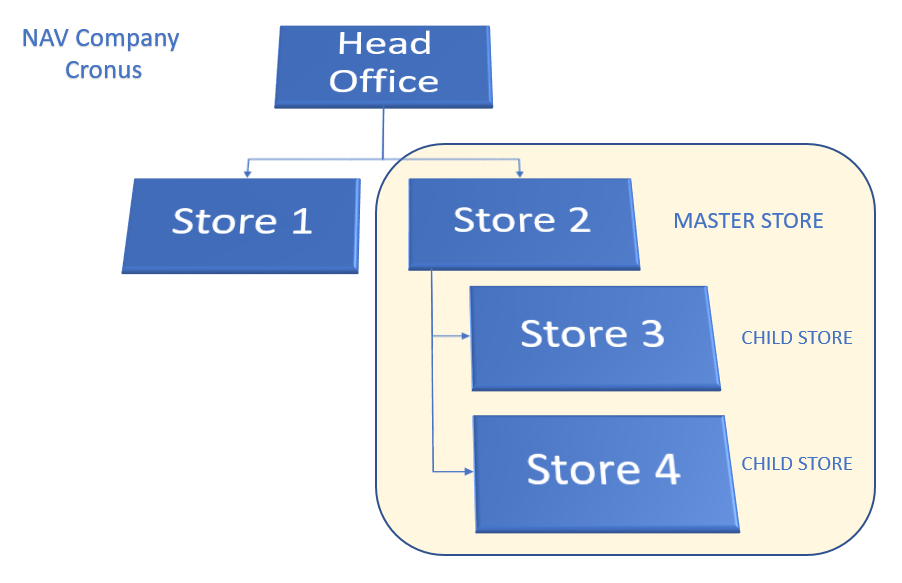 NAV Company
Cronus
Head
Office
Store 1
Store 2
MASTER STORE
Store 3
CHILD STORE
Store 4
CHILD STORE